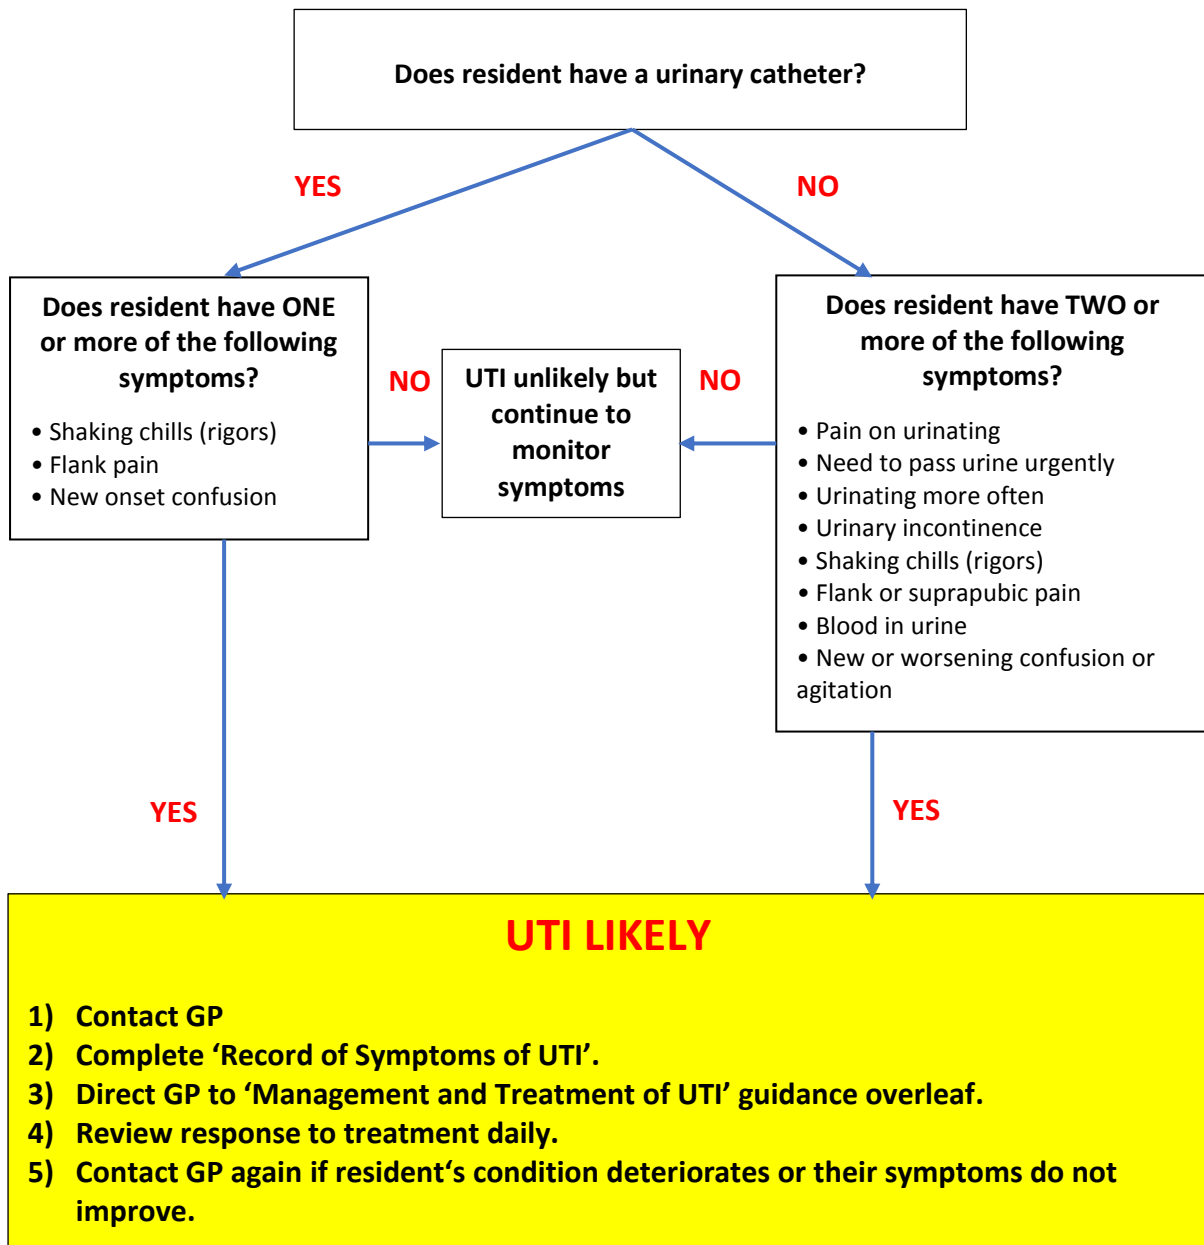 Does resident have a urinary catheter?
YES
NO
Does resident have ONE
or more of the following
symptoms?
• Shaking chills (rigors)
• Flank pain
• New onset confusion
NO
UTI unlikely but
continue to
monitor
symptoms
NO
Does resident have TWO or
more of the following
symptoms?
• Pain on urinating
• Need to pass urine urgently
• Urinating more often
• Urinary incontinence
• Shaking chills (rigors)
• Flank or suprapubic pain
• Blood in urine
• New or worsening confusion or
agitation
YES
YES
UTI LIKELY
1) Contact GP
2) Complete ‘Record of Symptoms of UTI’.
3) Direct GP to ‘Management and Treatment of UTI’ guidance overleaf.
4) Review response to treatment daily.
5) Contact GP again if resident‘s condition deteriorates or their symptoms do not
improve.